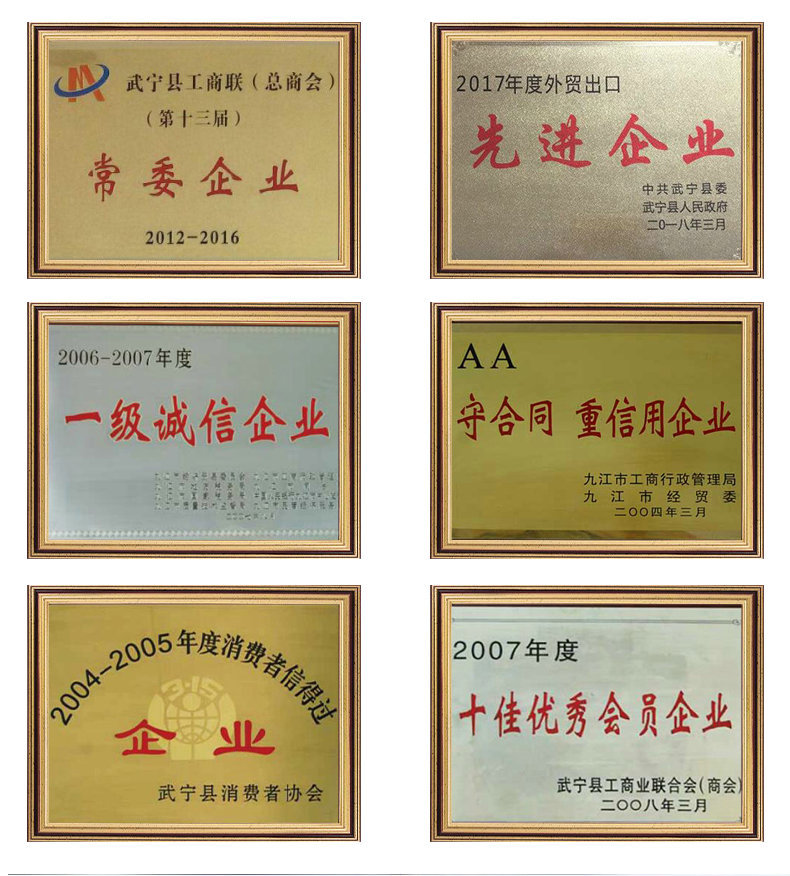 武宁县工商联（总商会）
（第十三届）
常委企业
2012-2016
2017年度外贸出口
先进企业
中共武宁县委
武宁县人民政府
二0一八年三月
2006-2007年度
一级诚信企业
AA
守合同 重信用企业
九江市工商行政管理局
九江市经贸委
二〇〇四年三月
2004-2005年度消费者信得过
3·15
企业
武宁县消费者协会
2007年度
十佳优秀会员企业
武宁县工商业联合会(商会)
二〇〇八年三月